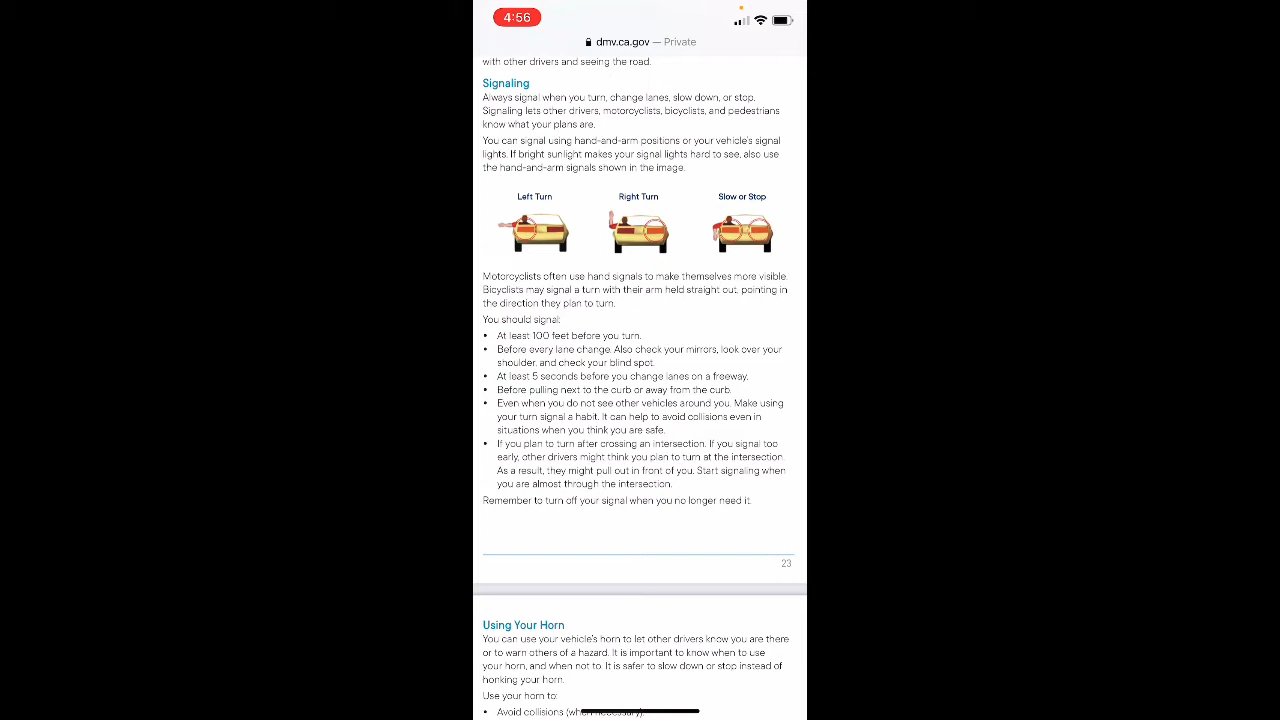 4:56
dmv.ca.gov — Private
with other drivers and seeing the road.
Signaling
Always signal when you turn, change lanes, slow down, or stop.
Signaling lets other drivers, motorcyclists, bicyclists, and pedestrians
know what your plans are.
You can signal using hand-and-arm positions or your vehicle's signal
lights. If bright sunlight makes your signal lights hard to see, also use
the hand-and-arm signals shown in the image.
Left Turn Right Turn Slow or Stop
Motorcyclists often use hand signals to make themselves more visible.
Bicyclists may signal a turn with their arm held straight out, pointing in
the direction they plan to turn.
You should signal:
• At least 100 feet before you turn.
• Before every lane change. Also check your mirrors, look over your
shoulder, and check your blind spot.
• At least 5 seconds before you change lanes on a freeway.
• Before pulling next to the curb or away from the curb.
• Even when you do not see other vehicles around you. Make using
your turn signal a habit. It can help to avoid collisions even in
situations when you think you are safe.
• If you plan to turn after crossing an intersection. If you signal too
early, other drivers might think you plan to turn at the intersection.
As a result, they might pull out in front of you. Start signaling when
you are almost through the intersection.
Remember to turn off your signal when you no longer need it.
23
Using Your Horn
You can use your vehicle's horn to let other drivers know you are there
or to warn others of a hazard. It is important to know when to use
your horn, and when not to. It is safer to slow down or stop instead of
honking your horn.
Use your horn to:
• Avoid collisions (when necessary).